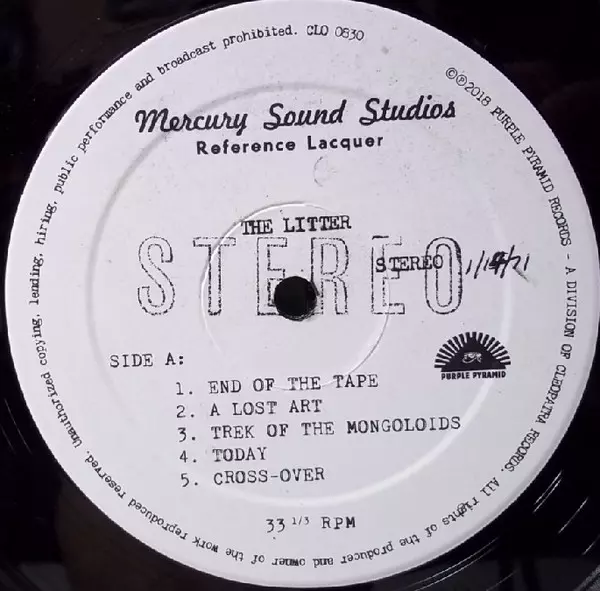 Unauthorized copying, lending, hiring, public performance and broadcast prohibited. CLO 0830
©℗2018 PURPLE PYRAMID RECORDS - A DIVISION OF CLEOPATRA RECORDS. All rights of the producer and owner of the work reproduced reserved.
Mercury Sound Studios
Reference Lacquer
THE LITTER
STEREO
STEREO 1/14/71
PURPLE PYRAMID
SIDE A:
1. END OF THE TAPE
2. A LOST ART
3. TREK OF THE MONGOLOIDS
4. TODAY
5. CROSS-OVER
33 1/3 RPM